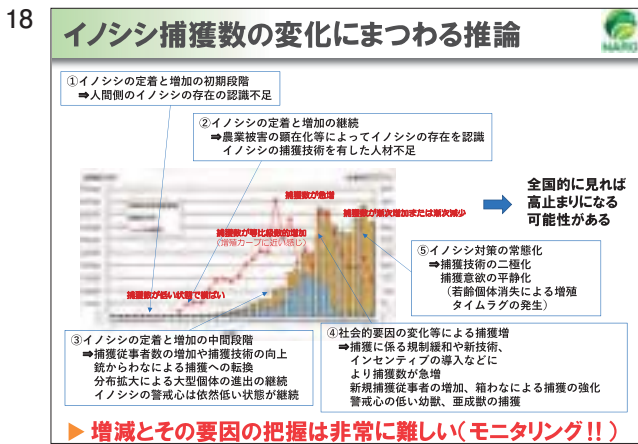 18
イノシシ捕獲数の変化にまつわる推論
NARO
①イノシシの定着と増加の初期段階
➡人間側のイノシシの存在の認識不足
②イノシシの定着と増加の継続
➡農業被害の顕在化等によってイノシシの存在を認識
イノシシの捕獲技術を有した人材不足
捕獲数が急増
捕獲数が漸次増加または漸次減少
捕獲数が等比級数的増加
(増殖カーブに近い感じ)
捕獲数が低い状態で横ばい
全国的に見れば
高止まりになる
可能性がある
⑤イノシシ対策の常態化
➡捕獲技術の二極化
捕獲意欲の平静化
(若齢個体消失による増殖
タイムラグの発生)
③イノシシの定着と増加の中間段階
➡捕獲従事者数の増加や捕獲技術の向上
銃からわなによる捕獲への転換
分布拡大による大型個体の進出の継続
イノシシの警戒心は依然低い状態が継続
④社会的要因の変化等による捕獲増
➡捕獲に係る規制緩和や新技術、
インセンティブの導入などに
より捕獲数が急増
新規捕獲従事者の増加、箱わなによる捕獲の強化
警戒心の低い幼獣、亜成獣の捕獲
▶増減とその要因の把握は非常に難しい(モニタリング!!)